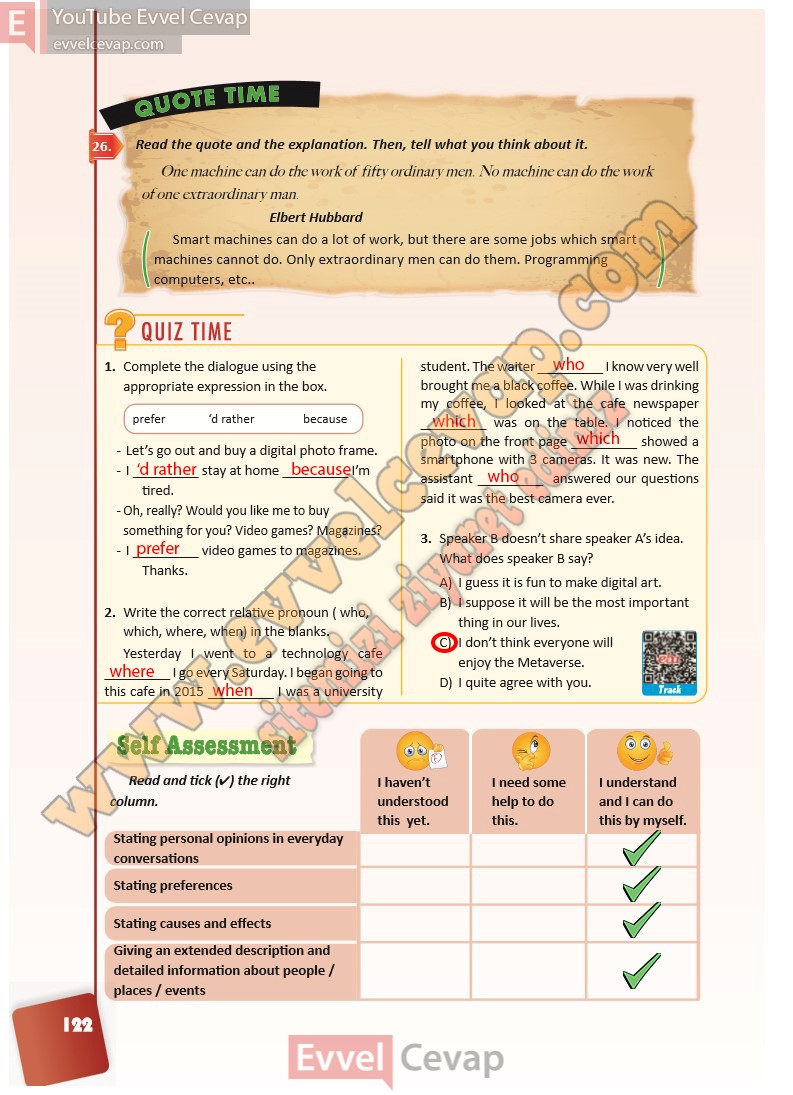 E YouTube Evvel Cevap
evvelcevap.com
QUOTE TIME
26. Read the quote and the explanation. Then, tell what you think about it.
One machine can do the work of fifty ordinary men. No machine can do the work
of one extraordinary man.
Elbert Hubbard
Smart machines can do a lot of work, but there are some jobs which smart
machines cannot do. Only extraordinary men can do them. Programming
computers, etc..
? QUIZ TIME
1. Complete the dialogue using the
appropriate expression in the box.
prefer ‘d rather because
- Let’s go out and buy a digital photo frame.
- I ‘d rather stay at home because I’m
tired.
- Oh, really? Would you like me to buy
something for you? Video games? Magazines?
- I prefer video games to magazines.
Thanks.
2. Write the correct relative pronoun ( who,
which, where, when) in the blanks.
Yesterday I went to a technology cafe
where I go every Saturday. I began going to
this cafe in 2015 when I was a university
student. The waiter who I know very well
brought me a black coffee. While I was drinking
my coffee, I looked at the cafe newspaper
which was on the table. I noticed the
photo on the front page which showed a
smartphone with 3 cameras. It was new. The
assistant who answered our questions
said it was the best camera ever.
3. Speaker B doesn’t share speaker A’s idea.
What does speaker B say?
A) I guess it is fun to make digital art.
B) I suppose it will be the most important
thing in our lives.
C) I don’t think everyone will
enjoy the Metaverse.
D) I quite agree with you.
Track
www.evvelcevap.com
sitemizi ziyaret ediniz
Self Assessment
Read and tick (✔) the right
column.
I haven’t
understood
this yet.
I need some
help to do
this.
I understand
and I can do
this by myself.
Stating personal opinions in everyday
conversations
Stating preferences
Stating causes and effects
Giving an extended description and
detailed information about people /
places / events
122
Evvel Cevap